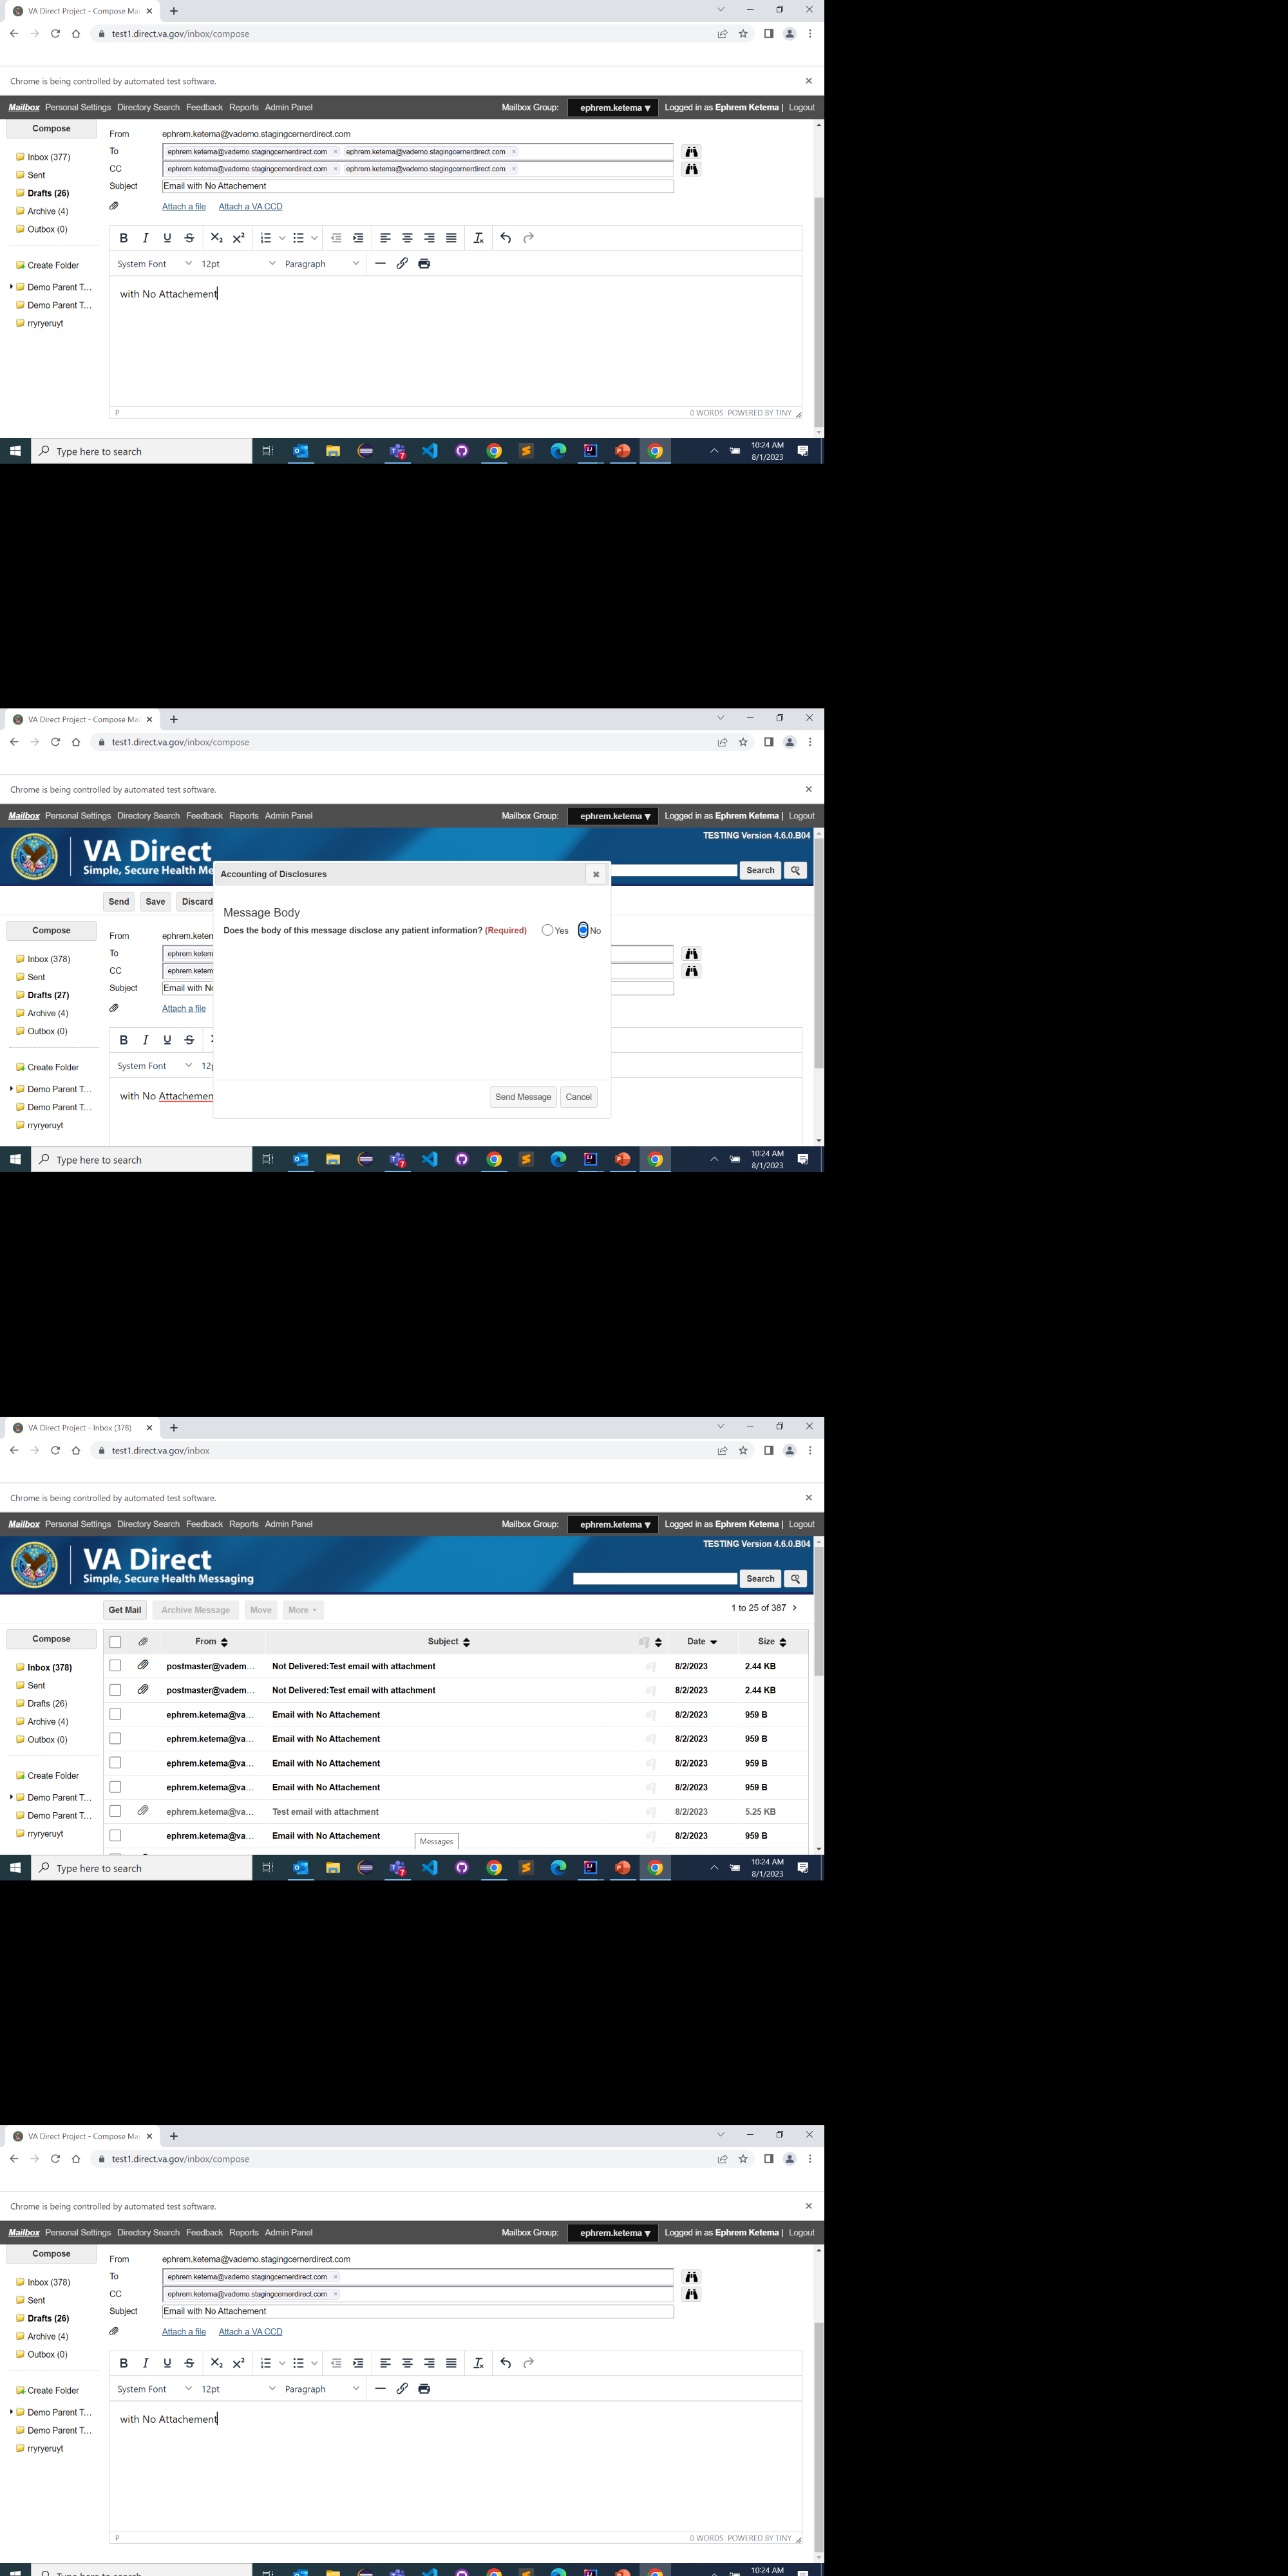 VA Direct Project - Compose Ma
test1.direct.va.gov/inbox/compose
Chrome is being controlled by automated test software.
Mailbox Personal Settings Directory Search Feedback Reports Admin Panel Mailbox Group: ephrem.ketema ▼ Logged in as Ephrem Ketema | Logout
Compose
Inbox (377)
Sent
Drafts (26)
Archive (4)
Outbox (0)
Create Folder
Demo Parent T...
Demo Parent T...
rryryeruyt
From ephrem.ketema@vademo.stagingcernerdirect.com
To ephrem.ketema@vademo.stagingcernerdirect.com × ephrem.ketema@vademo.stagingcernerdirect.com ×
CC ephrem.ketema@vademo.stagingcernerdirect.com × ephrem.ketema@vademo.stagingcernerdirect.com ×
Subject Email with No Attachement
Attach a file Attach a VA CCD
System Font 12pt Paragraph
with No Attachement
P 0 WORDS POWERED BY TINY
Type here to search
10:24 AM
8/1/2023
VA Direct Project - Compose Ma
test1.direct.va.gov/inbox/compose
Chrome is being controlled by automated test software.
Mailbox Personal Settings Directory Search Feedback Reports Admin Panel Mailbox Group: ephrem.ketema ▼ Logged in as Ephrem Ketema | Logout
TESTING Version 4.6.0.B04
VA Direct
Simple, Secure Health Me
Search
Send Save Discard
Compose
Inbox (378)
Sent
Drafts (27)
Archive (4)
Outbox (0)
Create Folder
Demo Parent T...
Demo Parent T...
rryryeruyt
From ephrem.keter
To ephrem.ketem
CC ephrem.ketem
Subject Email with No
Attach a file
System Font 12p
with No Attachemen
Accounting of Disclosures
Message Body
Does the body of this message disclose any patient information? (Required) Yes No
Send Message Cancel
Type here to search
10:24 AM
8/1/2023
VA Direct Project - Inbox (378)
test1.direct.va.gov/inbox
Chrome is being controlled by automated test software.
Mailbox Personal Settings Directory Search Feedback Reports Admin Panel Mailbox Group: ephrem.ketema ▼ Logged in as Ephrem Ketema | Logout
TESTING Version 4.6.0.B04
VA Direct
Simple, Secure Health Messaging
Search
Get Mail Archive Message Move More 1 to 25 of 387
Compose
Inbox (378)
Sent
Drafts (26)
Archive (4)
Outbox (0)
Create Folder
Demo Parent T...
Demo Parent T...
rryryeruyt
From Subject Date Size
postmaster@vadem... Not Delivered:Test email with attachment 8/2/2023 2.44 KB
postmaster@vadem... Not Delivered:Test email with attachment 8/2/2023 2.44 KB
ephrem.ketema@va... Email with No Attachement 8/2/2023 959 B
ephrem.ketema@va... Email with No Attachement 8/2/2023 959 B
ephrem.ketema@va... Email with No Attachement 8/2/2023 959 B
ephrem.ketema@va... Email with No Attachement 8/2/2023 959 B
ephrem.ketema@va... Test email with attachment 8/2/2023 5.25 KB
ephrem.ketema@va... Email with No Attachement 8/2/2023 959 B
Messages
Type here to search
10:24 AM
8/1/2023
VA Direct Project - Compose Ma
test1.direct.va.gov/inbox/compose
Chrome is being controlled by automated test software.
Mailbox Personal Settings Directory Search Feedback Reports Admin Panel Mailbox Group: ephrem.ketema ▼ Logged in as Ephrem Ketema | Logout
Compose
Inbox (378)
Sent
Drafts (26)
Archive (4)
Outbox (0)
Create Folder
Demo Parent T...
Demo Parent T...
rryryeruyt
From ephrem.ketema@vademo.stagingcernerdirect.com
To ephrem.ketema@vademo.stagingcernerdirect.com ×
CC ephrem.ketema@vademo.stagingcernerdirect.com ×
Subject Email with No Attachement
Attach a file Attach a VA CCD
System Font 12pt Paragraph
with No Attachement
P 0 WORDS POWERED BY TINY
Type here to search
10:24 AM